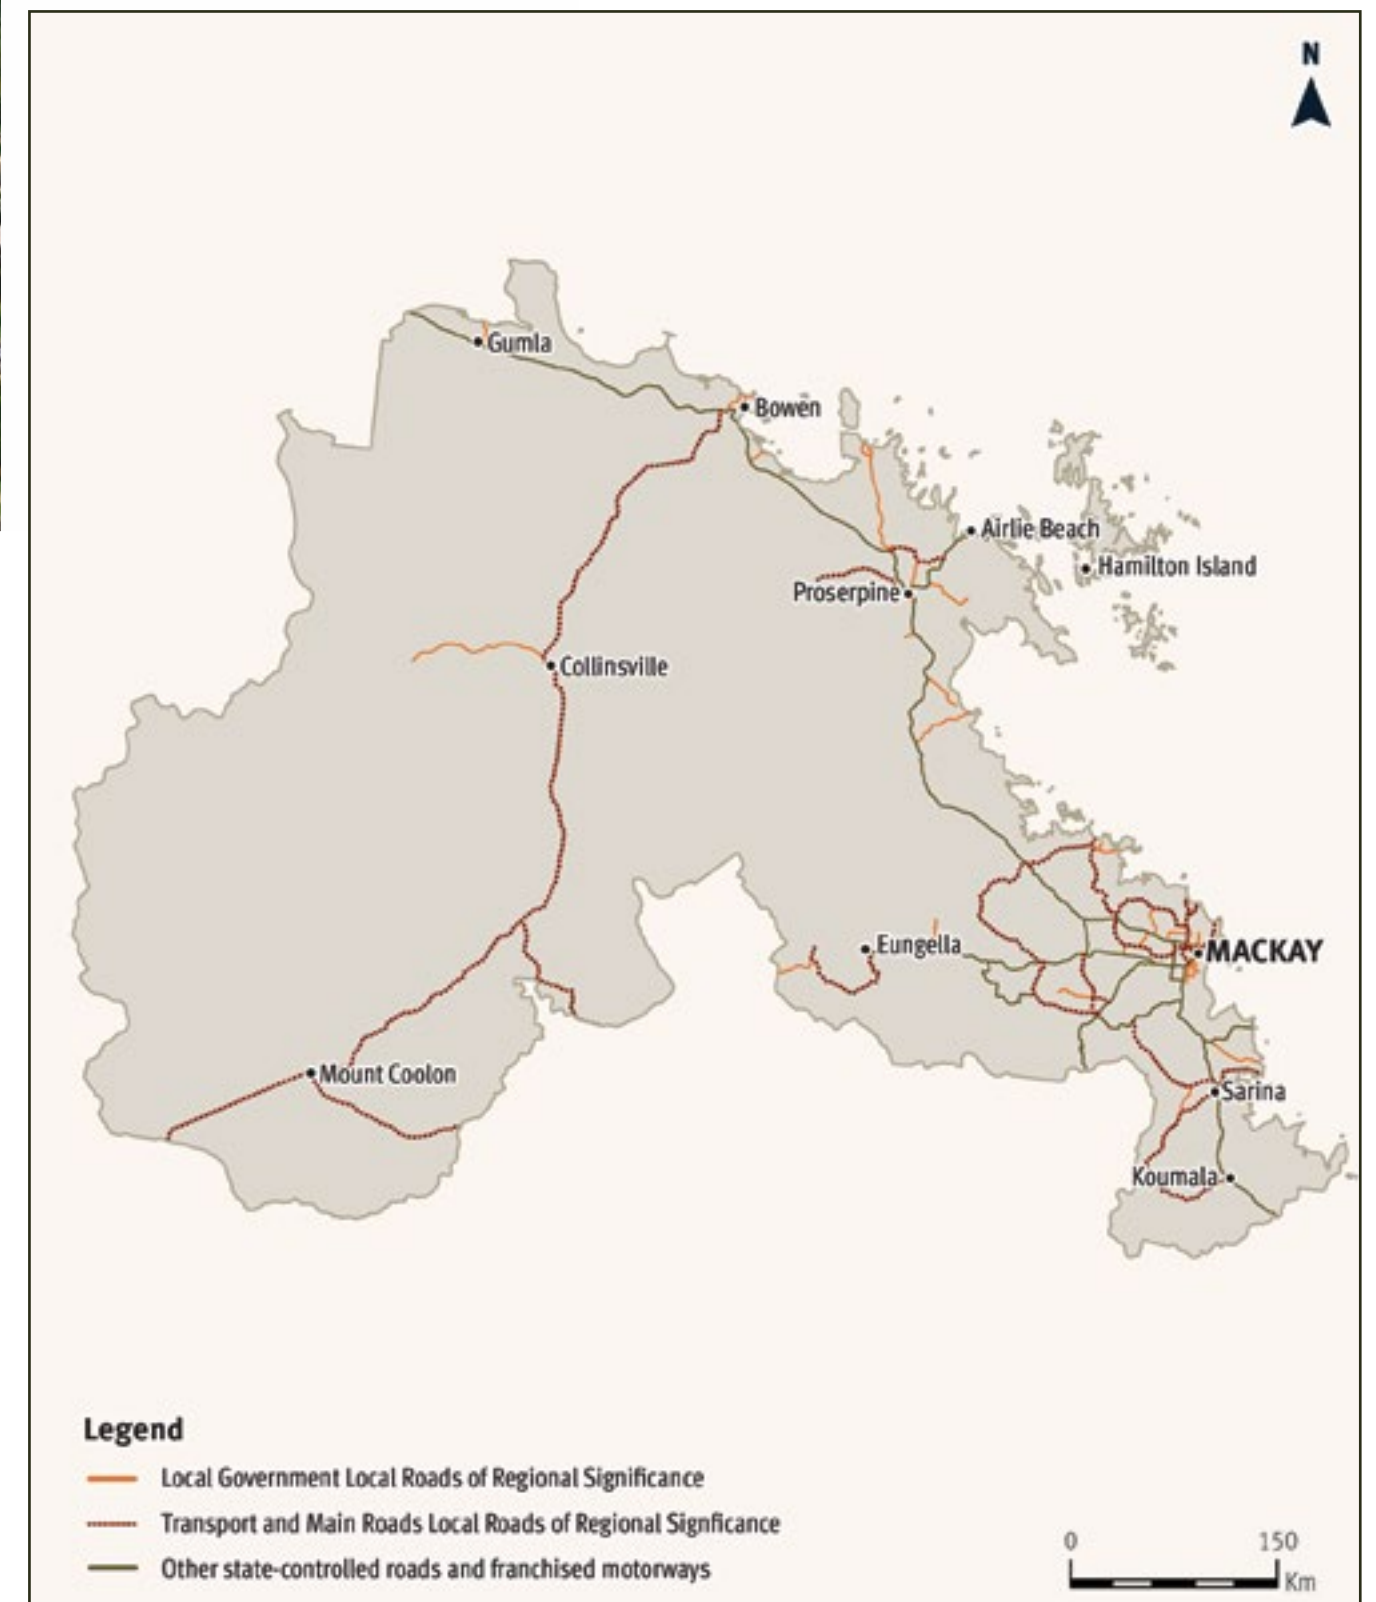 N
Gumla
Bowen
Airlie Beach
Hamilton Island
Proserpine
Collinsville
Eungella
MACKAY
Mount Coolon
Sarina
Koumala
Legend
Local Government Local Roads of Regional Significance
Transport and Main Roads Local Roads of Regional Signficance
Other state-controlled roads and franchised motorways
0 150
Km